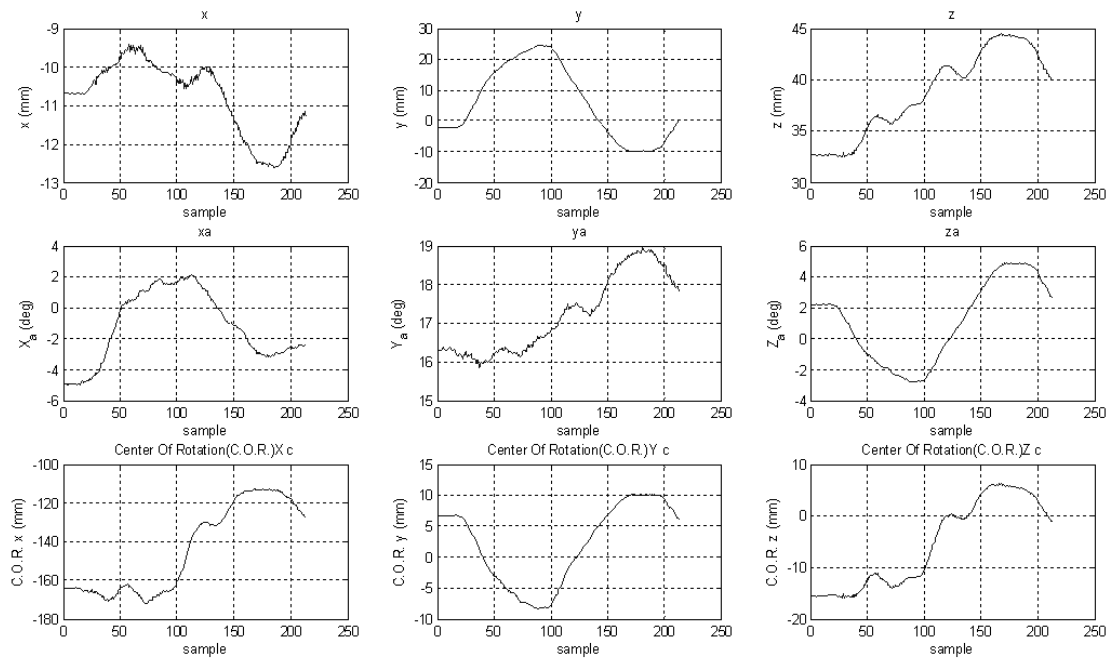 x
x (mm)
-9
-10
-11
-12
-13
0 50 100 150 200 250
sample
y
y (mm)
30
20
10
0
-10
-20
0 50 100 150 200 250
sample
z
z (mm)
45
40
35
30
0 50 100 150 200 250
sample
xa
X_a (deg)
4
2
0
-2
-4
-6
0 50 100 150 200 250
sample
ya
Y_a (deg)
19
18
17
16
15
0 50 100 150 200 250
sample
za
Z_a (deg)
6
4
2
0
-2
-4
0 50 100 150 200 250
sample
Center Of Rotation(C.O.R.)X c
C.O.R. x (mm)
-100
-120
-140
-160
-180
0 50 100 150 200 250
sample
Center Of Rotation(C.O.R.)Y c
C.O.R. y (mm)
15
10
5
0
-5
-10
0 50 100 150 200 250
sample
Center Of Rotation(C.O.R.)Z c
C.O.R. z (mm)
10
0
-10
-20
0 50 100 150 200 250
sample